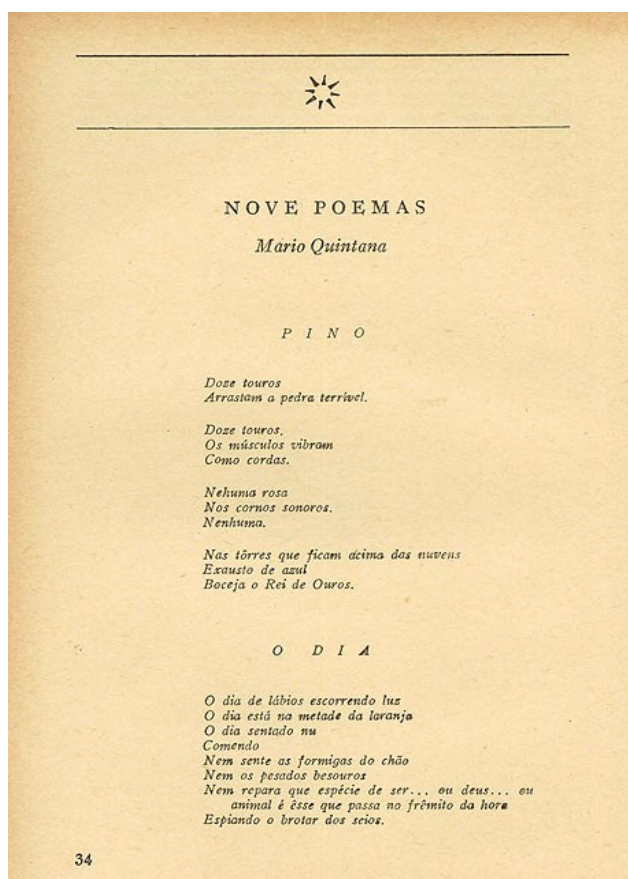 NOVE POEMAS
Mario Quintana
PINO
Doze touros
Arrastam a pedra terrível.
Doze touros.
Os músculos vibram
Como cordas.
Nehuma rosa
Nos cornos sonoros.
Nenhuma.
Nas tôrres que ficam acima das nuvens
Exausto de azul
Boceja o Rei de Ouros.
O DIA
O dia de lábios escorrendo luz
O dia está na metade da laranja
O dia sentado nu
Comendo
Nem sente as formigas do chão
Nem os pesados besouros
Nem repara que espécie de ser... ou deus... ou
animal é êsse que passa no frêmito da hora
Espiando o brotar dos seios.
34